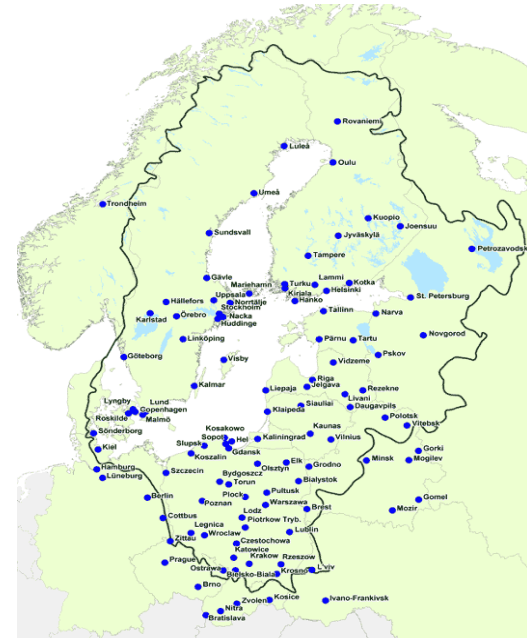 Rovaniemi
Luleå
Oulu
Umeå
Trondheim
Kuopio
Joensuu
Sundsvall
Jyväskylä
Petrozavodsk
Tampere
Gävle
Mariehamn
Turku
Lammi
Kotka
Kirjala
Helsinki
Uppsala
Hanko
St. Petersburg
Hällefors
Norrtälje
Stockholm
Tallinn
Narva
Karlstad
Örebro
Nacka
Huddinge
Linköping
Pärnu
Tartu
Novgorod
Göteborg
Visby
Vidzeme
Pskov
Kalmar
Riga
Liepaja
Jelgava
Rezekne
Livani
Lyngby
Lund
Copenhagen
Klaipeda
Siauliai
Daugavpils
Roskilde
Malmö
Polotsk
Vitebsk
Sönderborg
Kosakowo
Kaunas
Sopot
Hel
Kaliningrad
Vilnius
Kiel
Slupsk
Gdansk
Gorki
Koszalin
Minsk
Mogilev
Hamburg
Szczecin
Olsztyn
Elk
Grodno
Lüneburg
Bydgoszcz
Torun
Bialystok
Berlin
Plock
Pultusk
Gomel
Poznan
Warszawa
Brest
Mozir
Cottbus
Lodz
Legnica
Piotrkow Tryb.
Zittau
Wroclaw
Lublin
Czestochowa
Katowice
Prague
Krakow
Rzeszow
Ostrawa
Bielsko-Biala
Krosno
L'viv
Brno
Zvolen
Kosice
Ivano-Frankivsk
Nitra
Bratislava